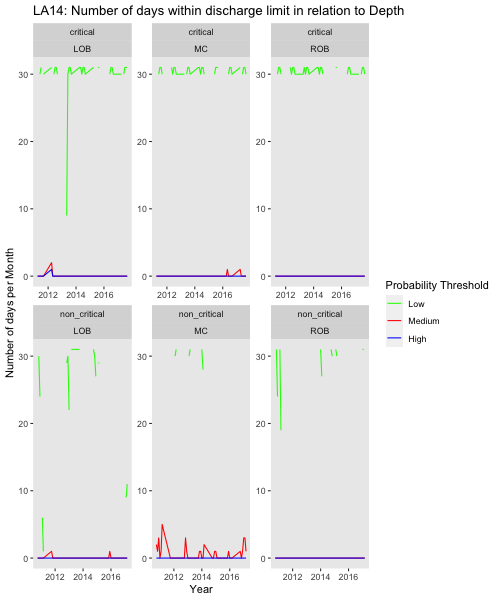 LA14: Number of days within discharge limit in relation to Depth
critical critical critical
LOB MC ROB
30
20
10
0
2012 2014 2016 2012 2014 2016 2012 2014 2016
Number of days per Month
non_critical non_critical non_critical
LOB MC ROB
30
20
10
0
2012 2014 2016 2012 2014 2016 2012 2014 2016
Year
Probability Threshold
Low
Medium
High